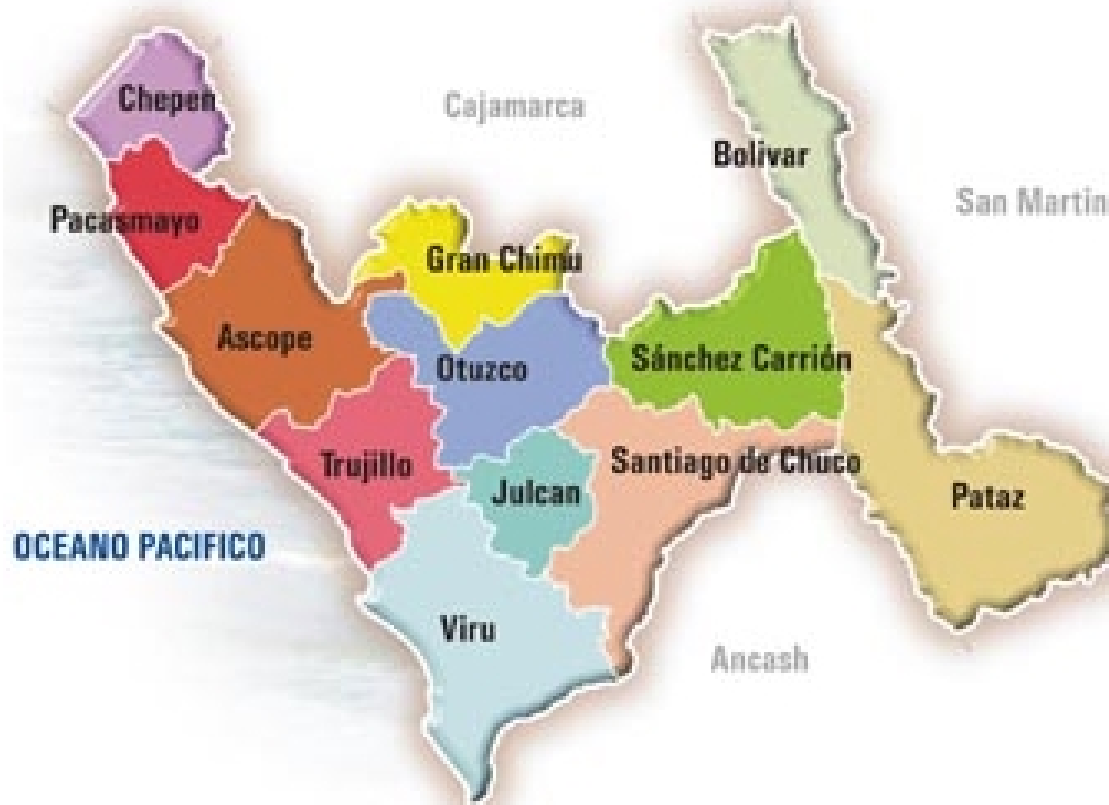 Chepen
Cajamarca
Bolivar
San Martin
Pacasmayo
Gran Chimu
Ascope
Otuzco
Sánchez Carrión
Trujillo
Julcan
Santiago de Chuco
Pataz
OCEANO PACIFICO
Viru
Ancash